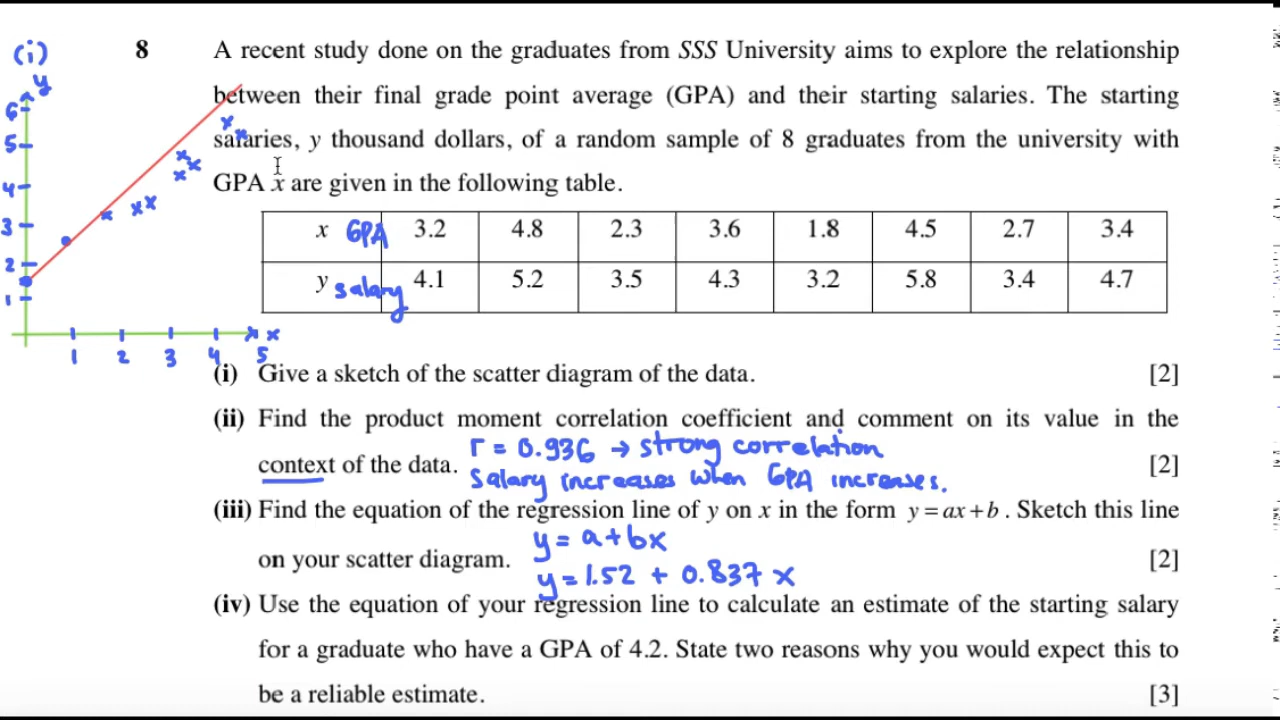 (i)
8 A recent study done on the graduates from SSS University aims to explore the relationship
between their final grade point average (GPA) and their starting salaries. The starting
salaries, y thousand dollars, of a random sample of 8 graduates from the university with
GPA x are given in the following table.
x GPA 3.2 4.8 2.3 3.6 1.8 4.5 2.7 3.4
y salary 4.1 5.2 3.5 4.3 3.2 5.8 3.4 4.7
y
6
5
4
3
2
1
x
1 2 3 4 5
(i) Give a sketch of the scatter diagram of the data. [2]
(ii) Find the product moment correlation coefficient and comment on its value in the
r = 0.936 → strong correlation
context of the data. [2]
Salary increases when GPA increases.
(iii) Find the equation of the regression line of y on x in the form y = ax + b . Sketch this line
y = a + bx
on your scatter diagram. [2]
y = 1.52 + 0.837 x
(iv) Use the equation of your regression line to calculate an estimate of the starting salary
for a graduate who have a GPA of 4.2. State two reasons why you would expect this to
be a reliable estimate. [3]